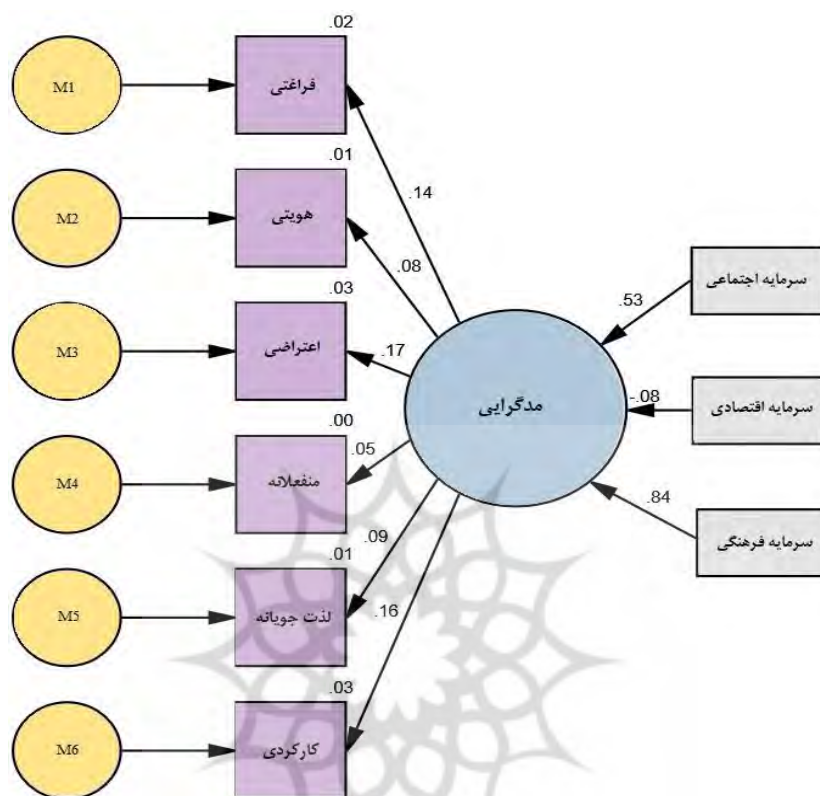 .02
M1
فراغتی
.14
.01
M2
هویتی
.08
.03
M3
اعتراضی
.17
.00
M4
منفعلانه
.05
.01
M5
لذت جویانه
.09
.03
M6
کارکردی
.16
مدگرایی
.53
سرمایه اجتماعی
-.08
سرمایه اقتصادی
.84
سرمایه فرهنگی